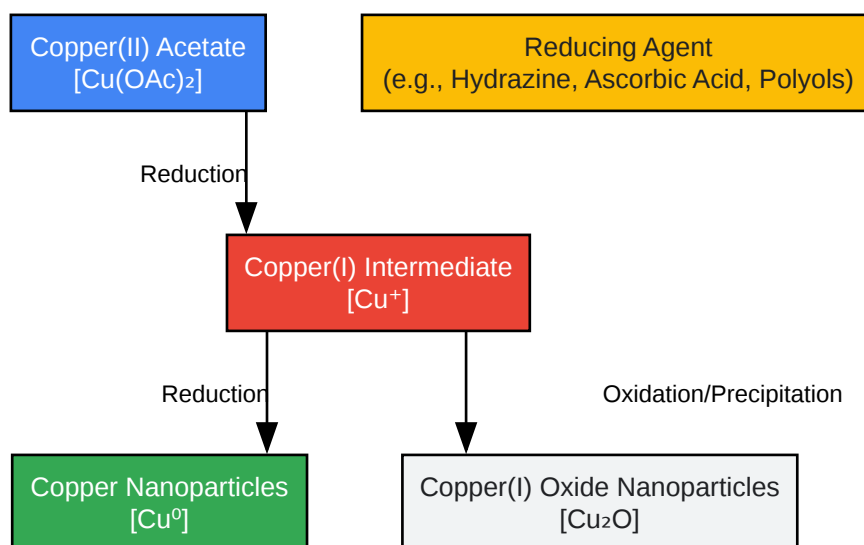 Copper(II) Acetate
[Cu(OAc)₂]
Reducing Agent
(e.g., Hydrazine, Ascorbic Acid, Polyols)
Reduction
Copper(I) Intermediate
[Cu⁺]
Reduction
Oxidation/Precipitation
Copper Nanoparticles
[Cu⁰]
Copper(I) Oxide Nanoparticles
[Cu₂O]